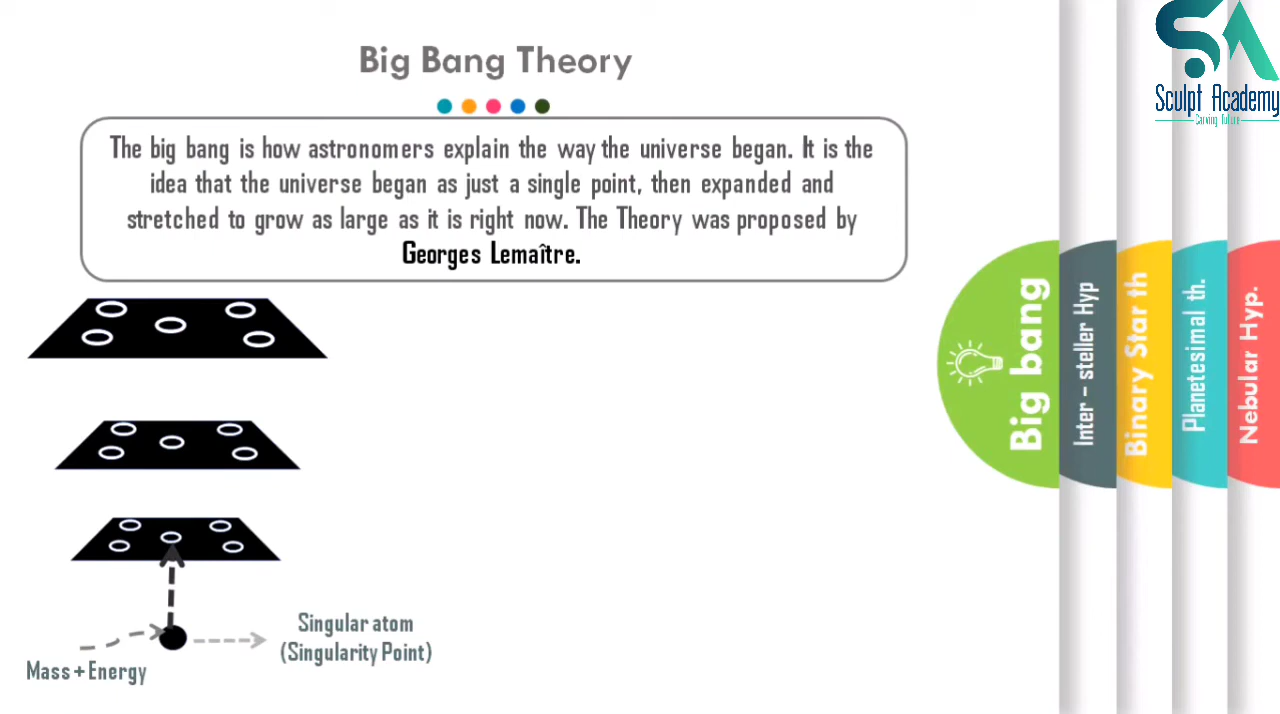 Big Bang Theory
The big bang is how astronomers explain the way the universe began. It is the
idea that the universe began as just a single point, then expanded and
stretched to grow as large as it is right now. The Theory was proposed by
Georges Lemaître.
Singular atom
(Singularity Point)
Mass + Energy
Big bang
Inter - steller Hyp
Binary Star th
Planetesimal th.
Nebular Hyp.
SA
Sculpt Academy
Carving Future